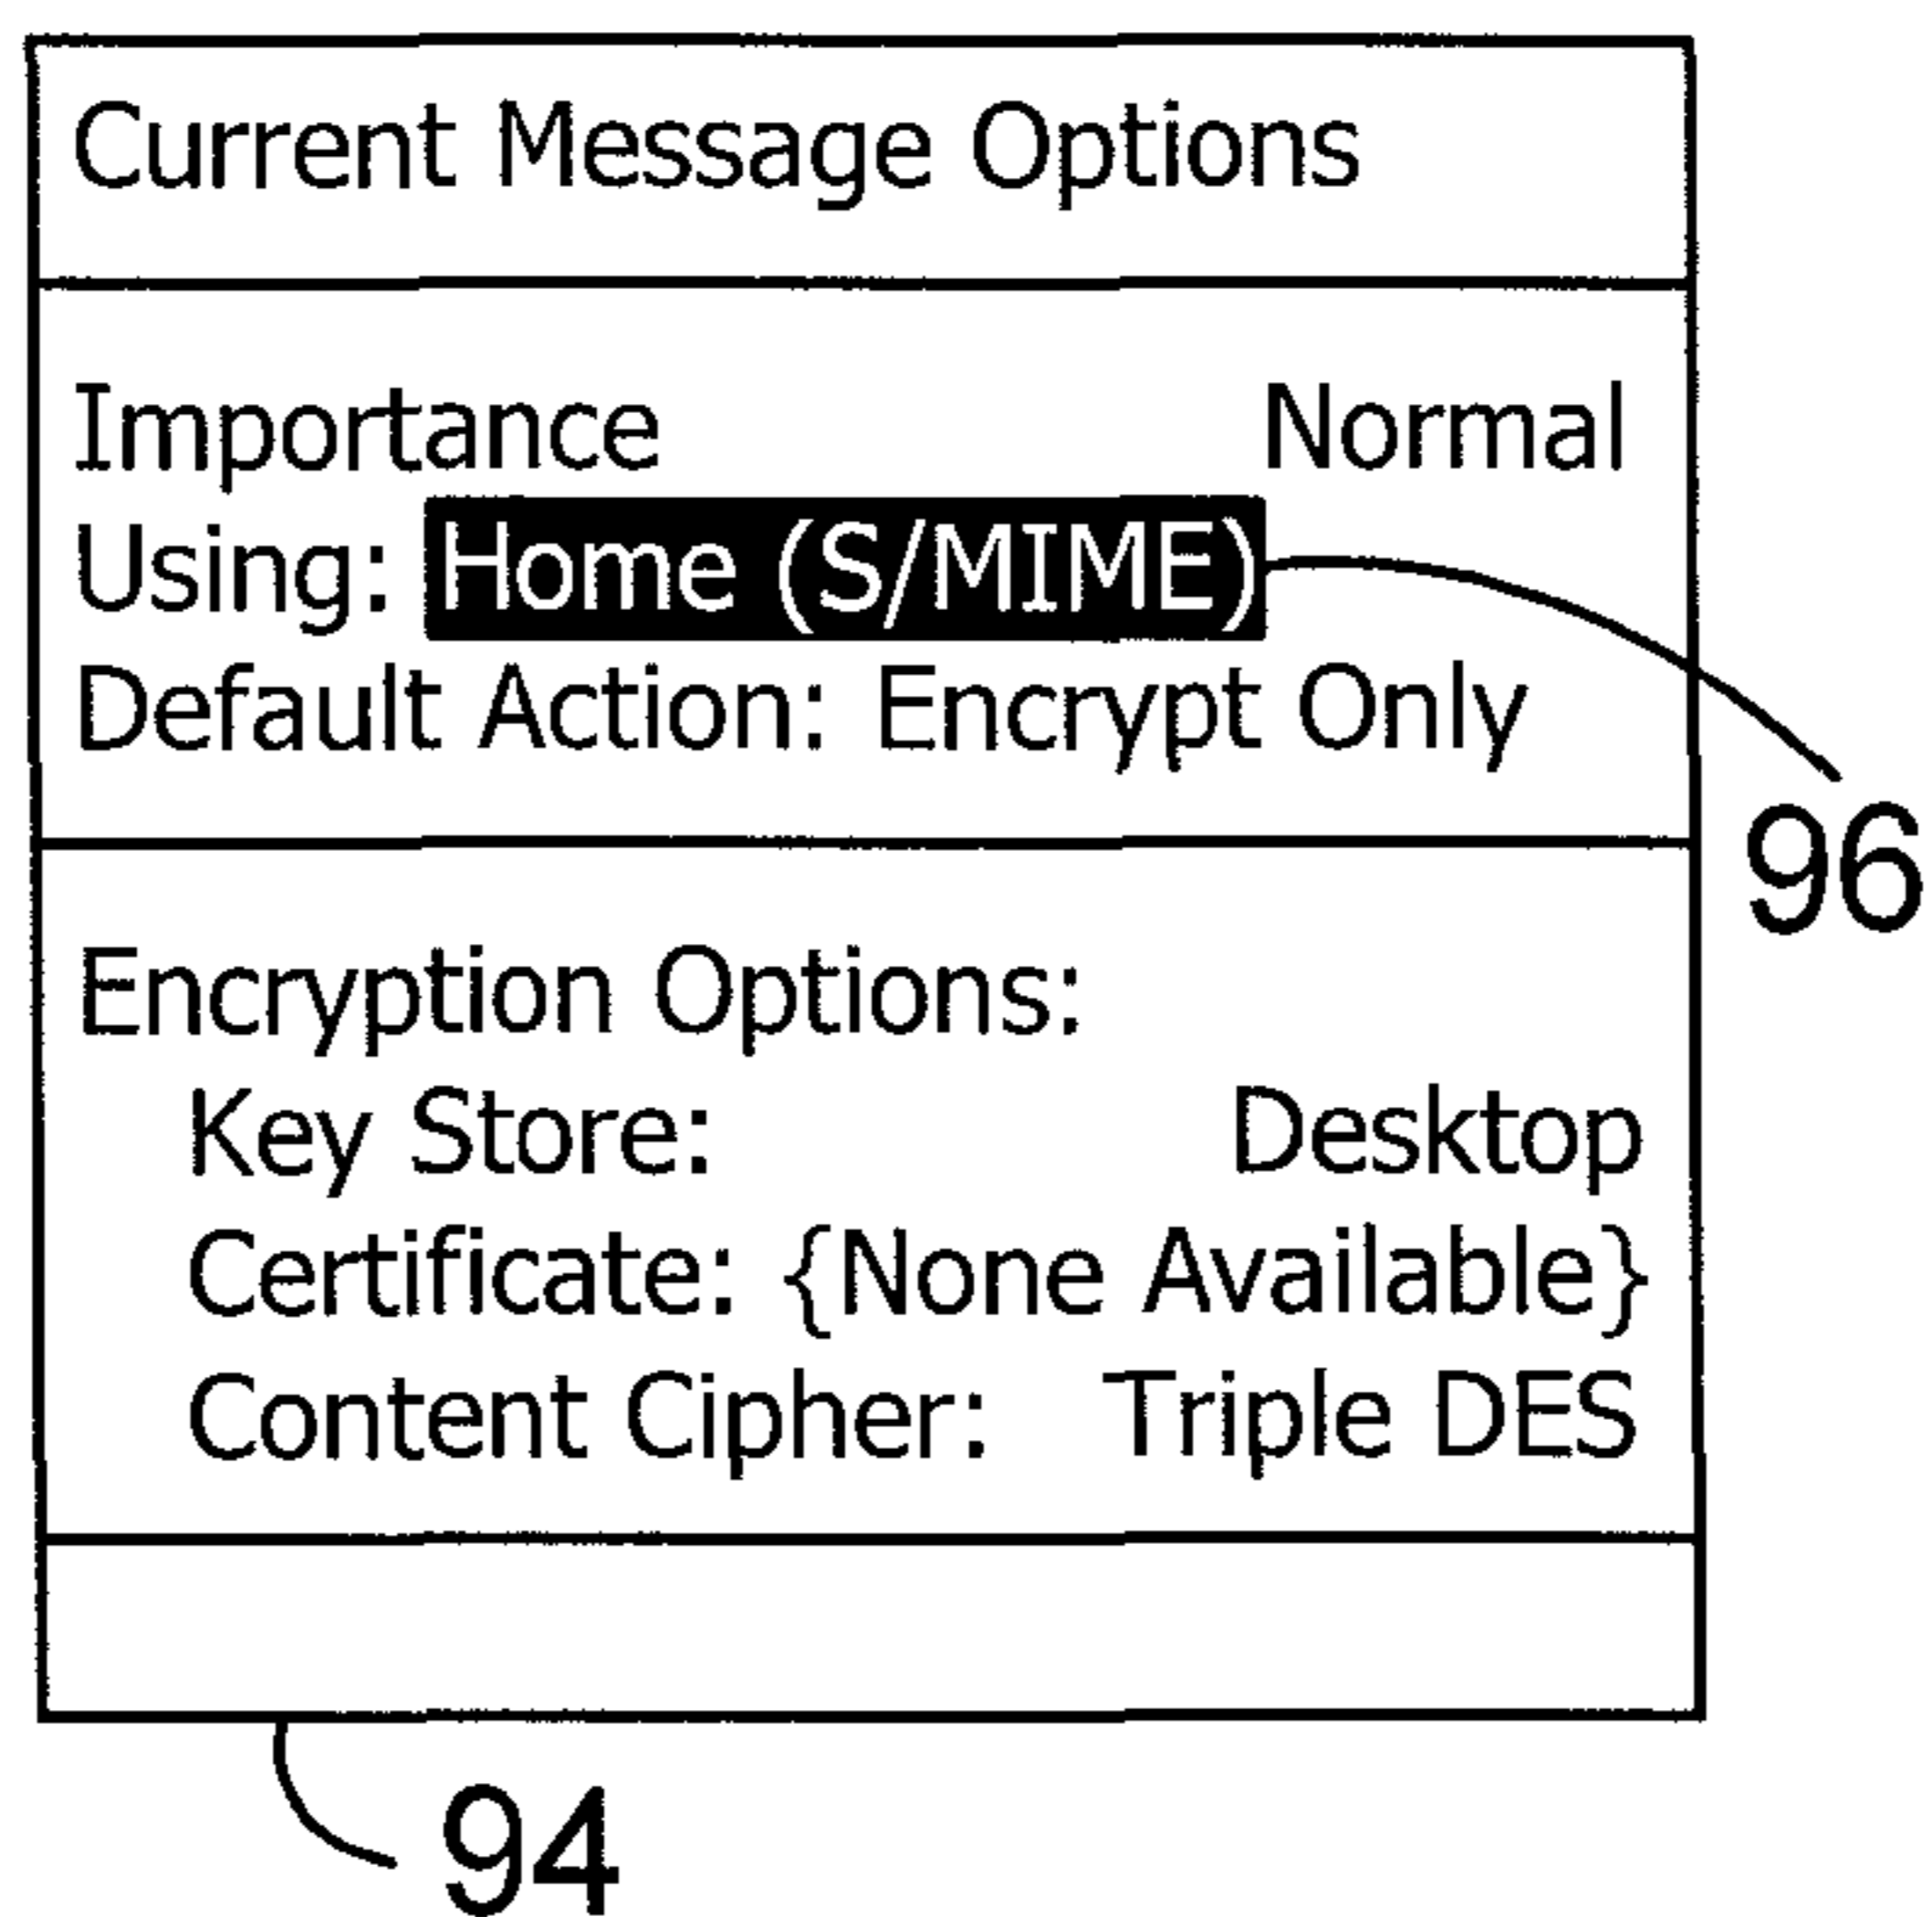 Current Message Options
Importance Normal
Using: Home (S/MIME)
Default Action: Encrypt Only
96
Encryption Options:
Key Store: Desktop
Certificate: {None Available}
Content Cipher: Triple DES
94